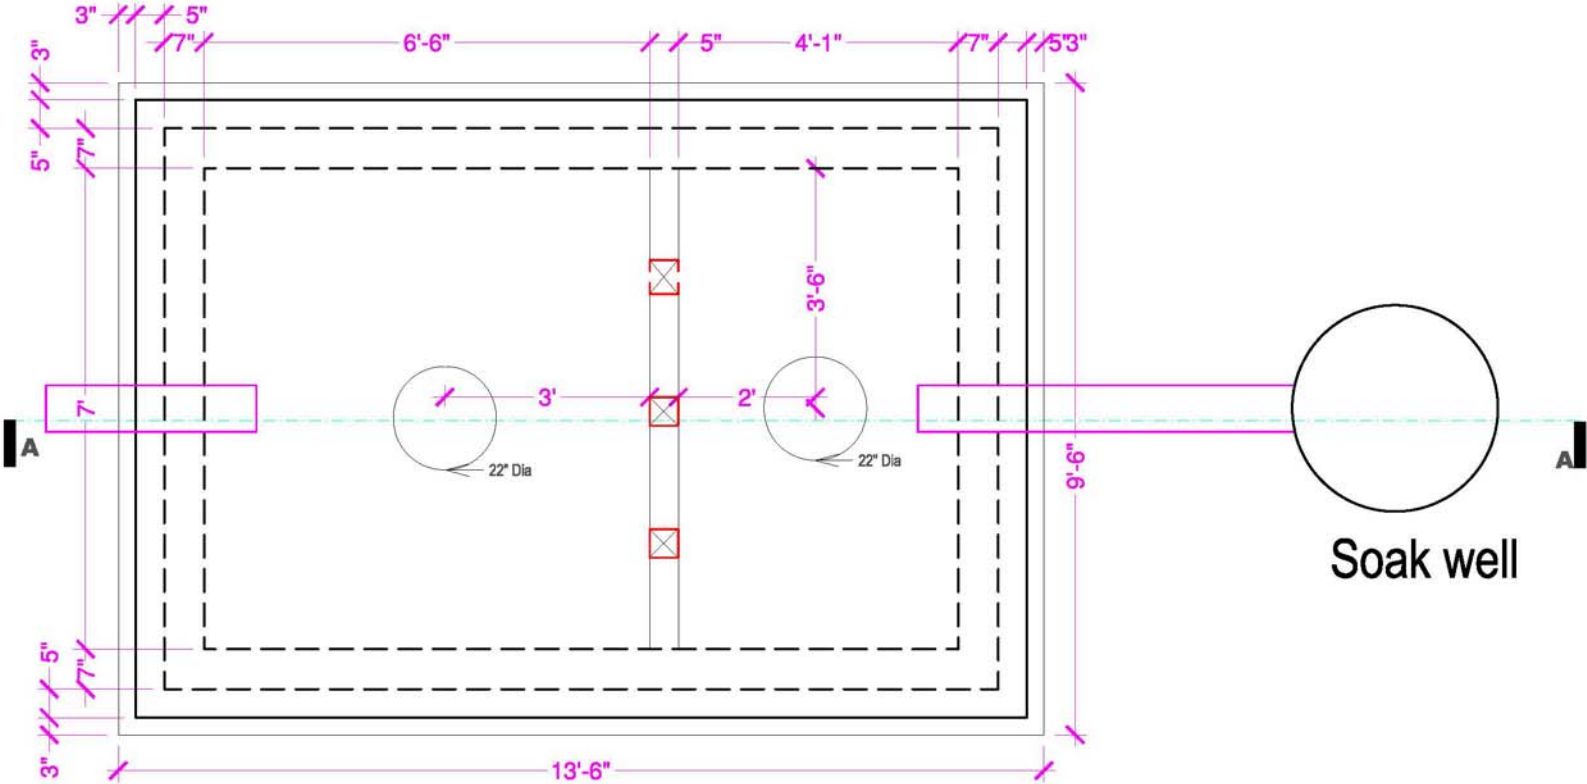 3" 5"
7" 6'-6" 5" 4'-1" 7" 5" 3"
3"
5" 7"
3'-6"
3' 2'
7'
A
22" Dia
22" Dia
9'-6"
A
Soak well
5" 7"
3"
13'-6"